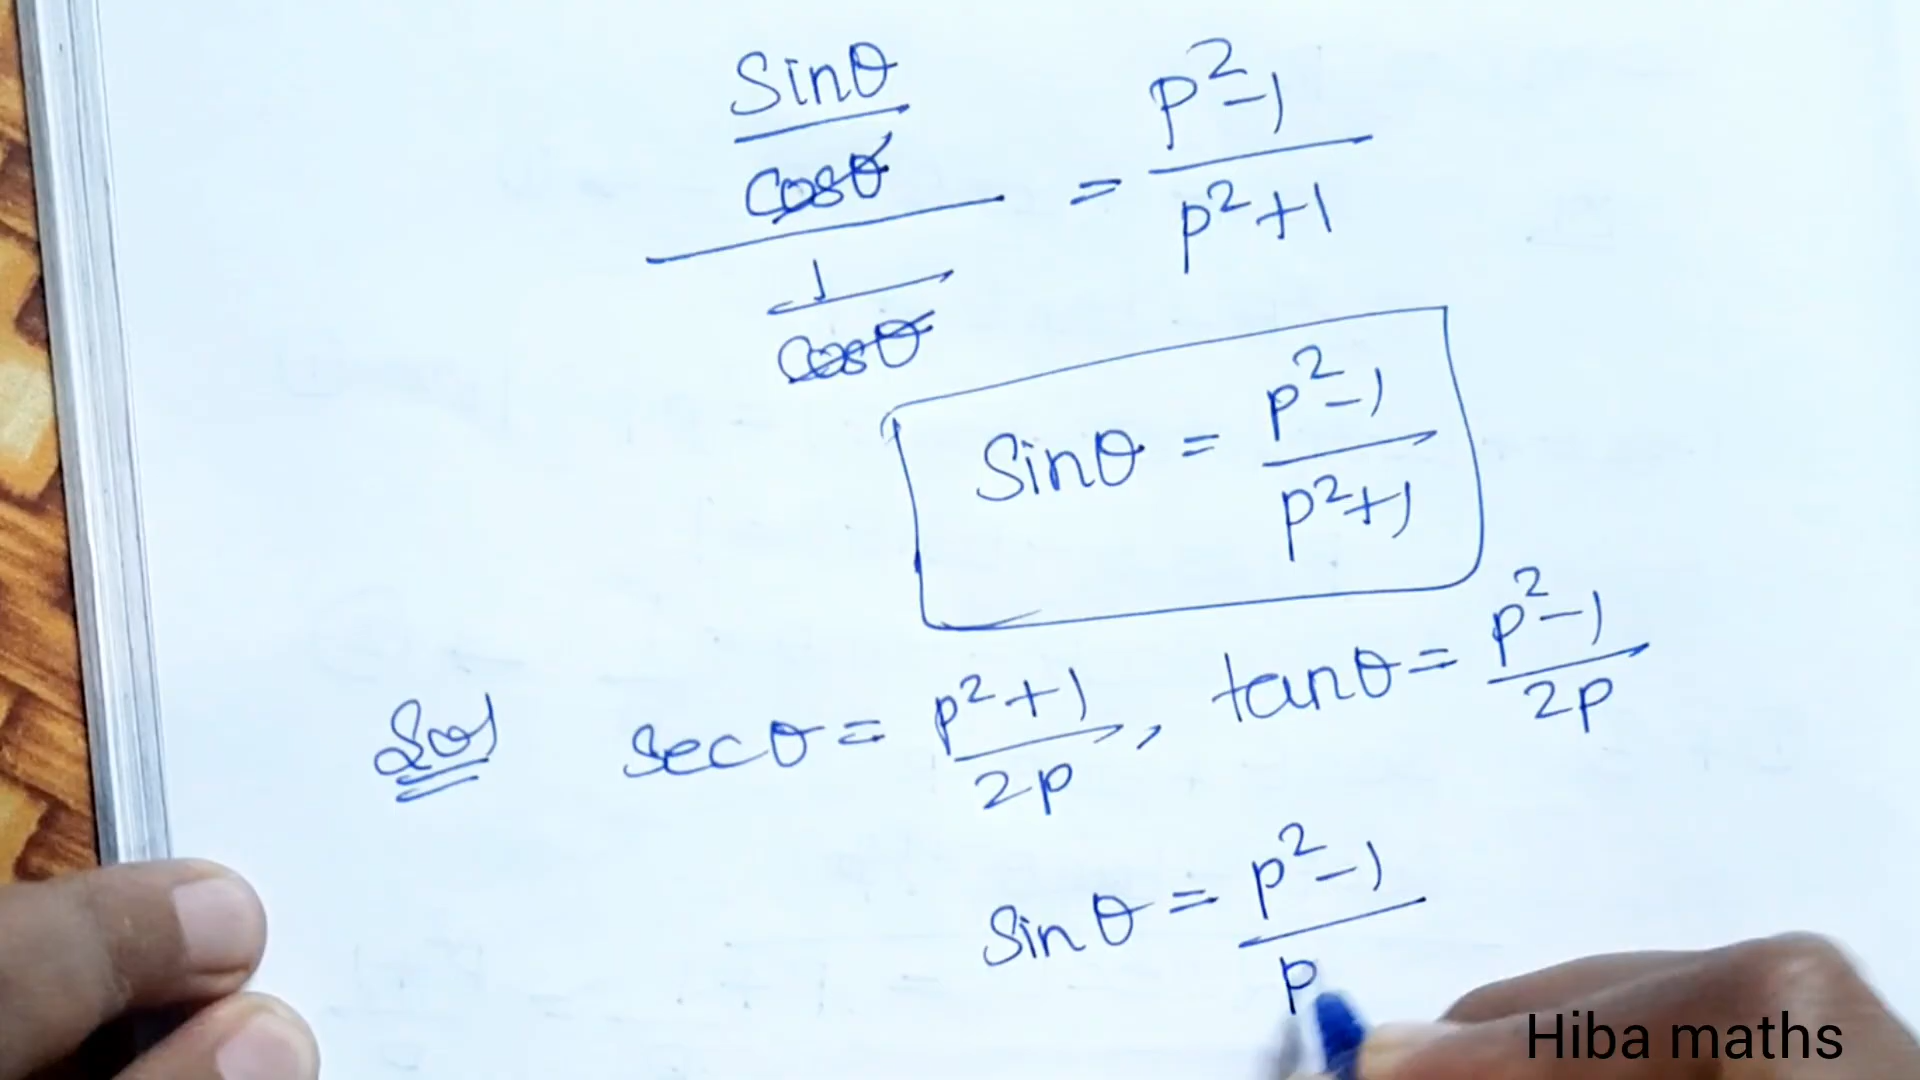 Sinθ/cosθ / 1/cosθ = p²-1/p²+1
Sinθ = p²-1/p²+1
Sol secθ = p²+1/2p, tanθ = p²-1/2p
Sinθ = p²-1/p
Hiba maths